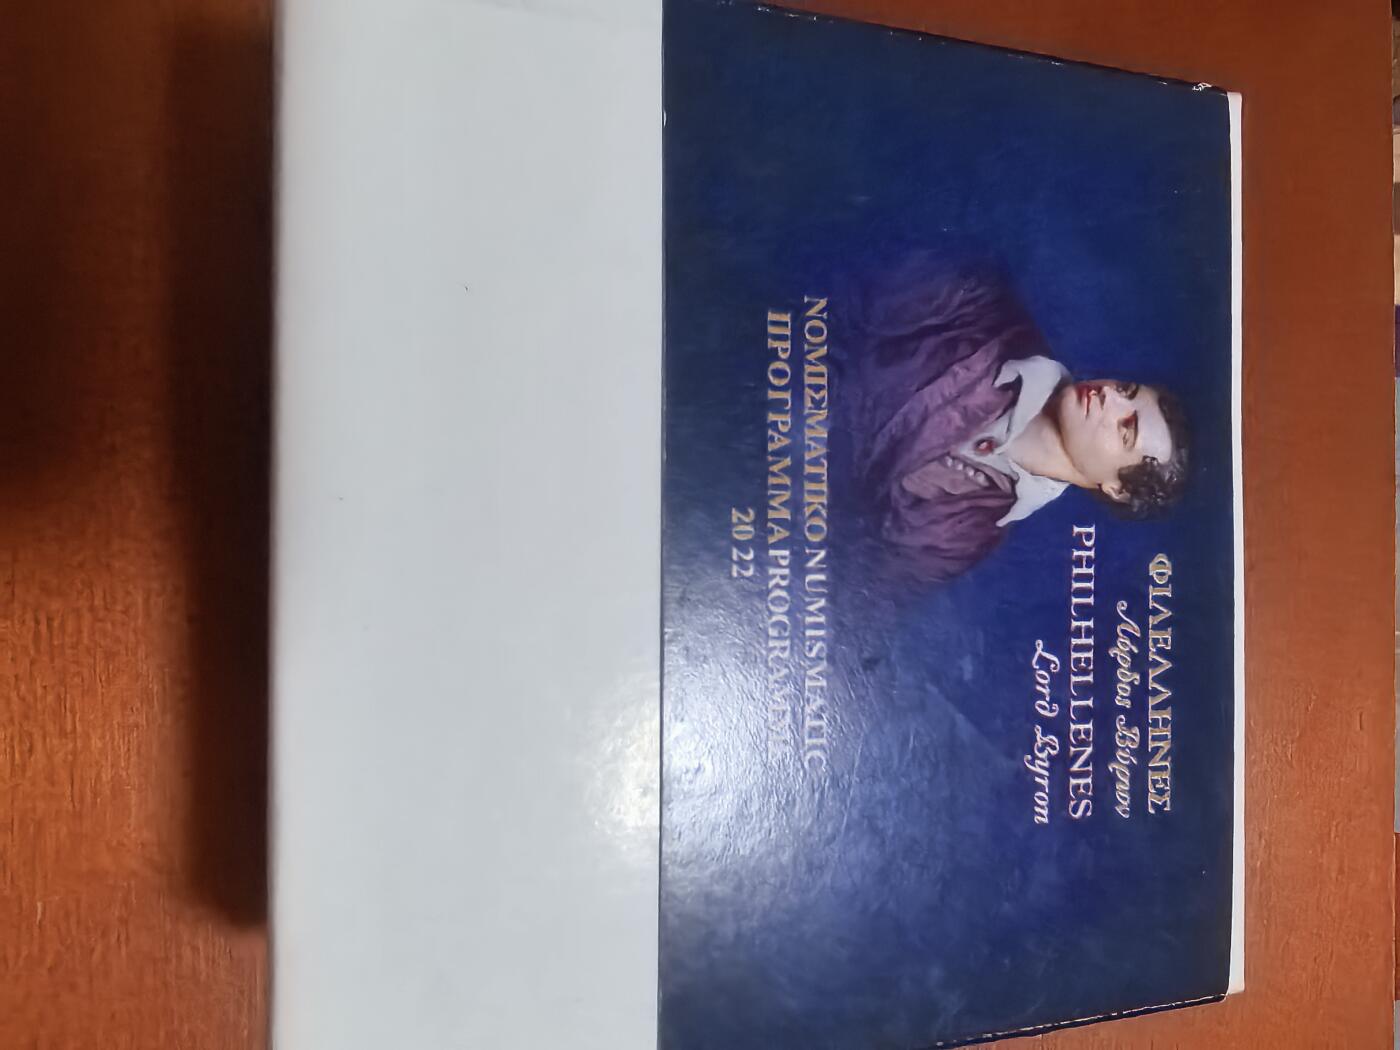 ΦΙΛΕΛΛΗΝΕΣ
Λόρδος Βύρων
PHILHELLENES
Lord Byron
ΝΟΜΙΣΜΑΤΙΚΟ NUMISMATIC
ΠΡΟΓΡΑΜΜΑ PROGRAMME
2022